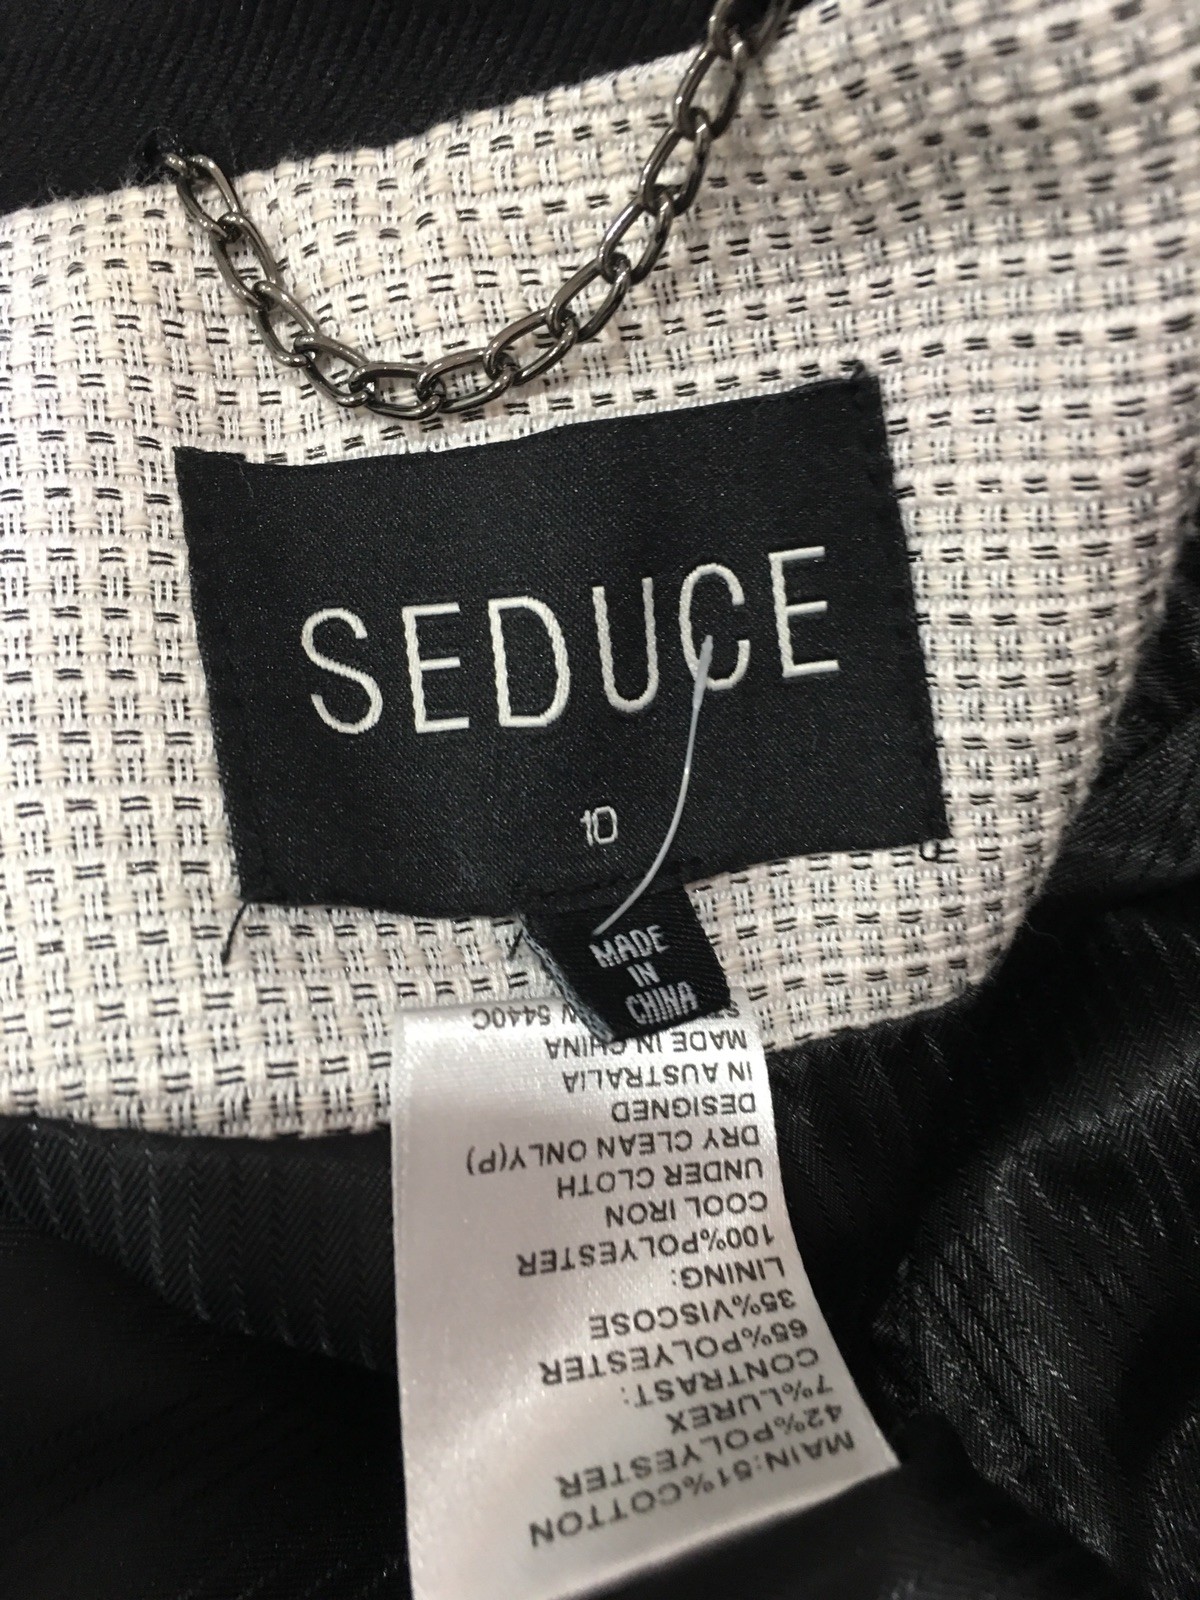 SEDUCE
10
MADE
IN
CHINA
MAIN:51%COTTON
42%POLYESTER
7%LUREX
CONTRAST:
65%POLYESTER
35%VISCOSE
LINING:
100%POLYESTER
COOL IRON
UNDER CLOTH
DRY CLEAN ONLY(P)
DESIGNED
IN AUSTRALIA
MADE IN CHINA
5440C